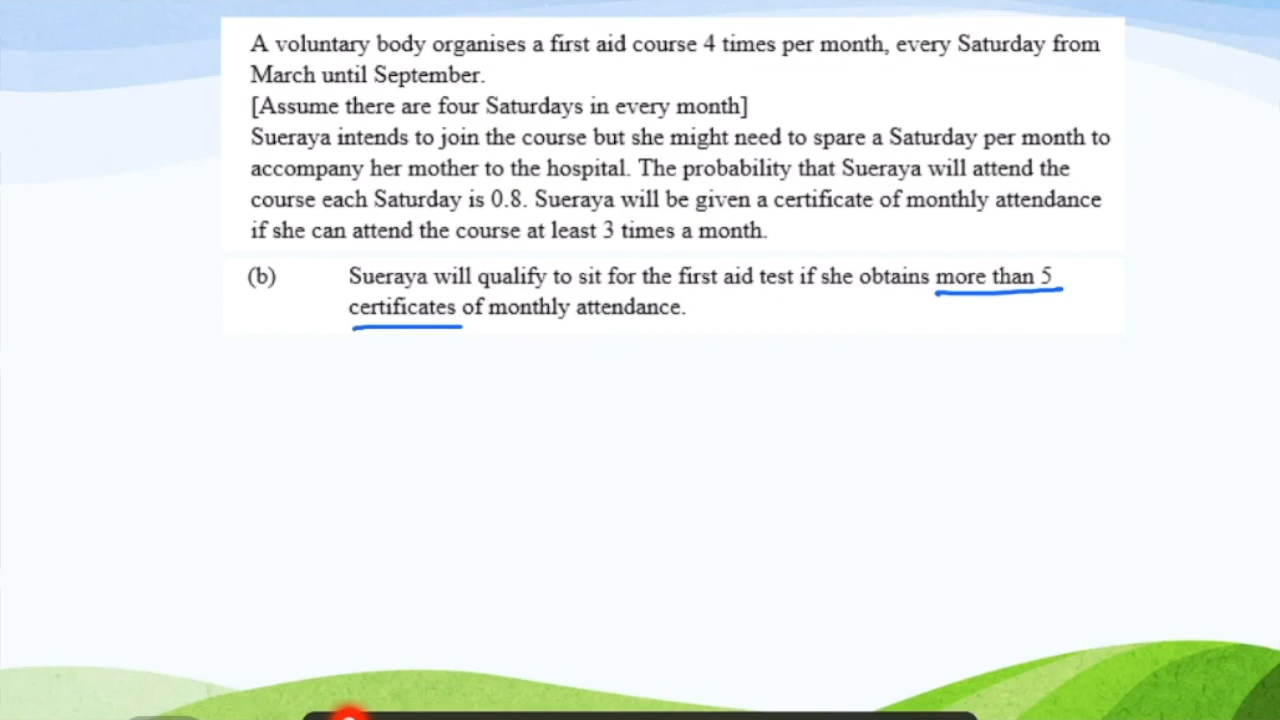 A voluntary body organises a first aid course 4 times per month, every Saturday from
March until September.
[Assume there are four Saturdays in every month]
Sueraya intends to join the course but she might need to spare a Saturday per month to
accompany her mother to the hospital. The probability that Sueraya will attend the
course each Saturday is 0.8. Sueraya will be given a certificate of monthly attendance
if she can attend the course at least 3 times a month.
(b) Sueraya will qualify to sit for the first aid test if she obtains more than 5
certificates of monthly attendance.